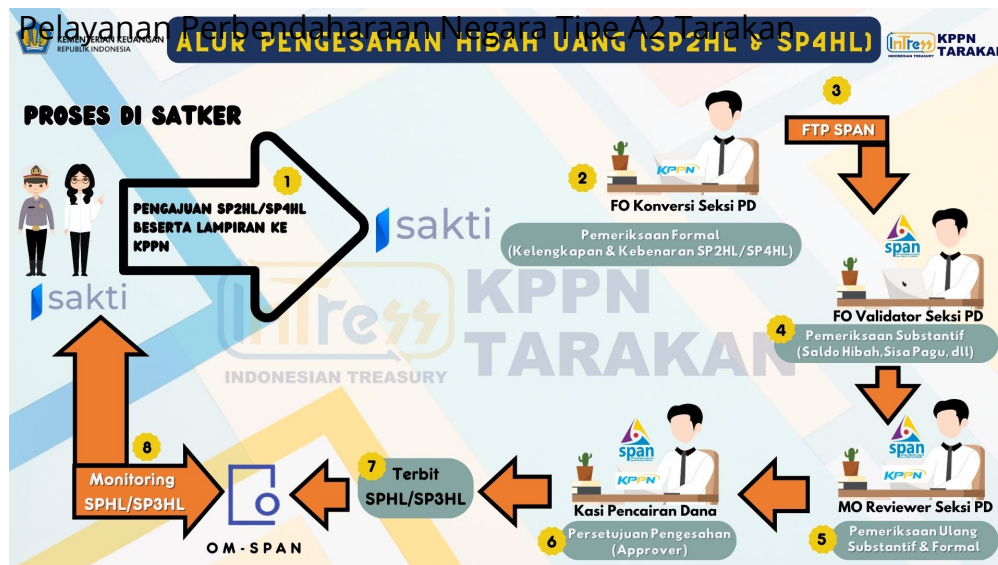 Pelayanan Perbendaharaan Negara Tipe A2 Tarakan
KEMENTERIAN KEUANGAN
REPUBLIK INDONESIA
ALUR PENGESAHAN HIBAH UANG (SP2HL & SP4HL)
InTress
INDONESIAN TREASURY
KPPN
TARAKAN
PROSES DI SATKER
1
PENGAJUAN SP2HL/SP4HL
BESERTA LAMPIRAN KE
KPPN
sakti
sakti
2
KPPN
FO Konversi Seksi PD
Pemeriksaan Formal
(Kelengkapan & Kebenaran SP2HL/SP4HL)
3
FTP SPAN
span
FO Validator Seksi PD
4
Pemeriksaan Substantif
(Saldo Hibah,Sisa Pagu, dll)
InTress
INDONESIAN TREASURY
KPPN
TARAKAN
span
KPPN
MO Reviewer Seksi PD
5
Pemeriksaan Ulang
Substantif & Formal
span
KPPN
Kasi Pencairan Dana
6
Persetujuan Pengesahan
(Approver)
7
Terbit
SPHL/SP3HL
8
Monitoring
SPHL/SP3HL
OM-SPAN